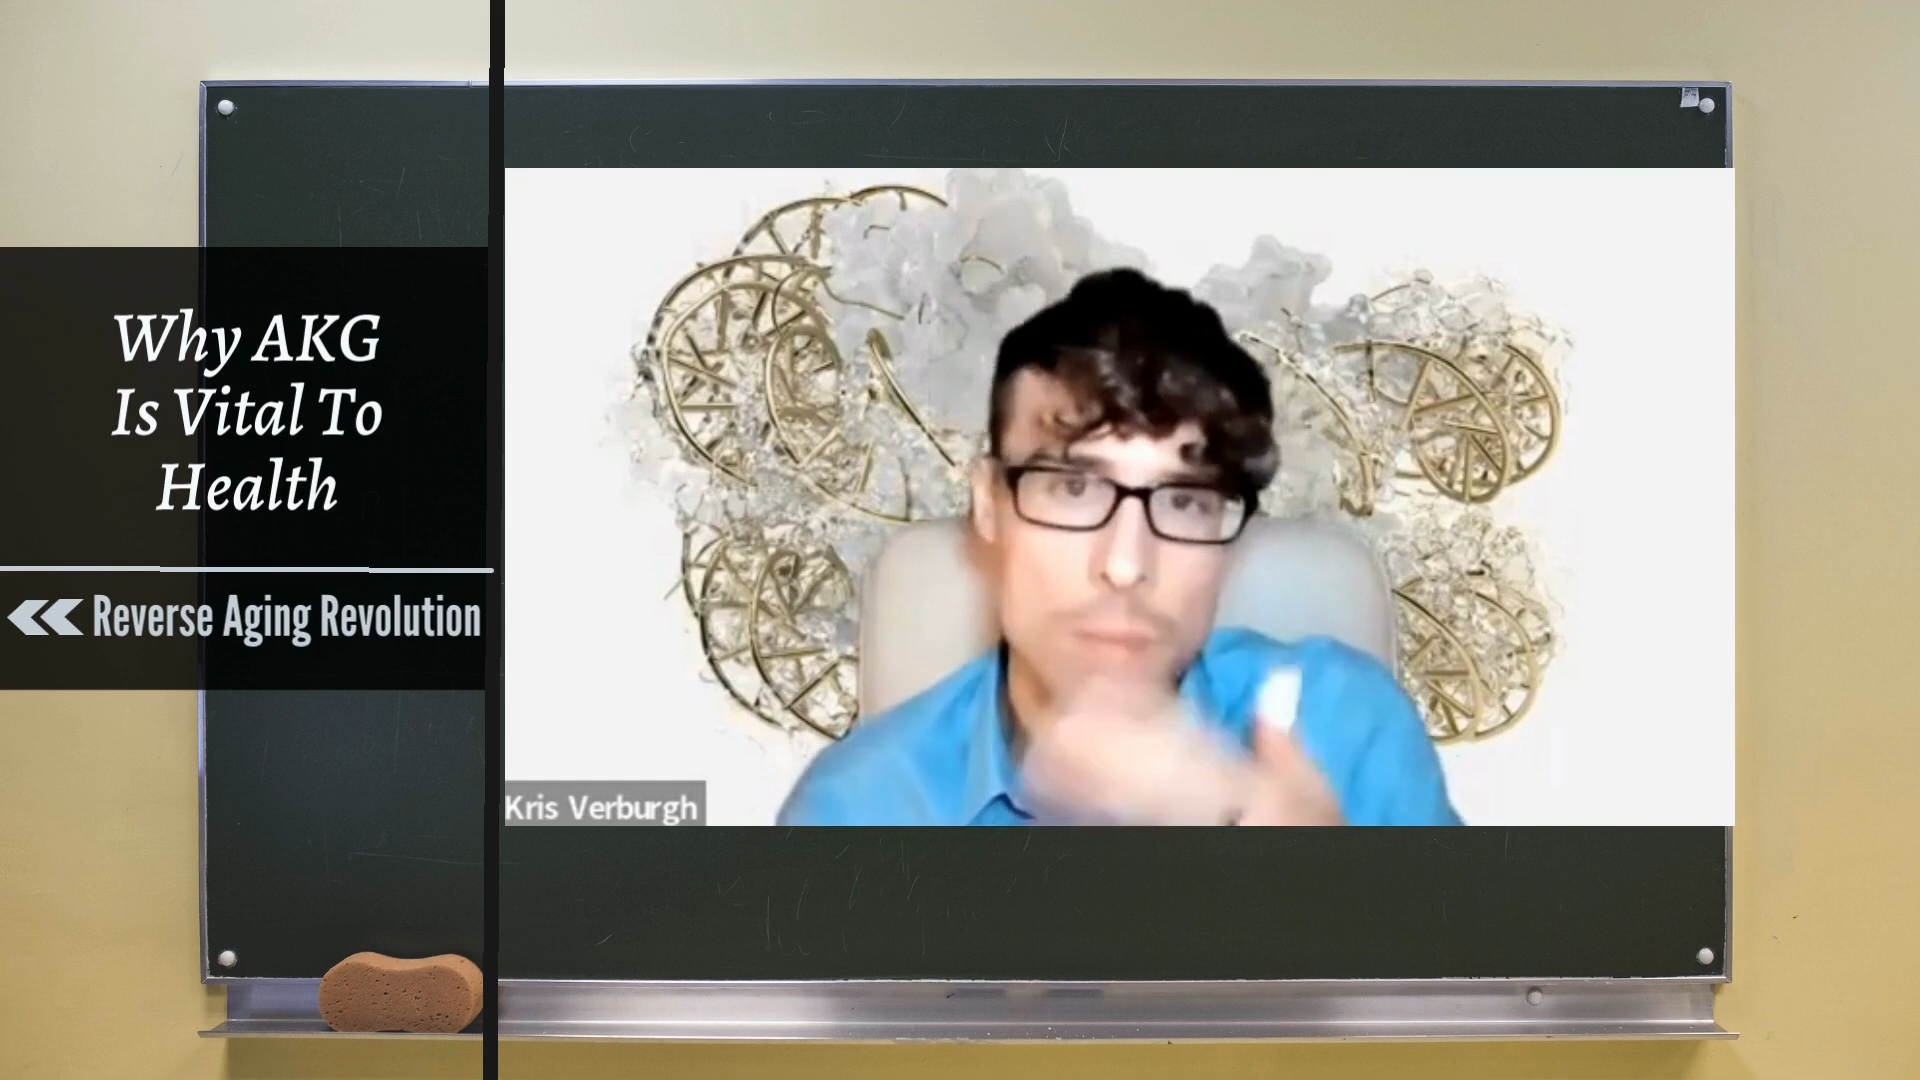 Why AKG
Is Vital To
Health
Reverse Aging Revolution
Kris Verburgh